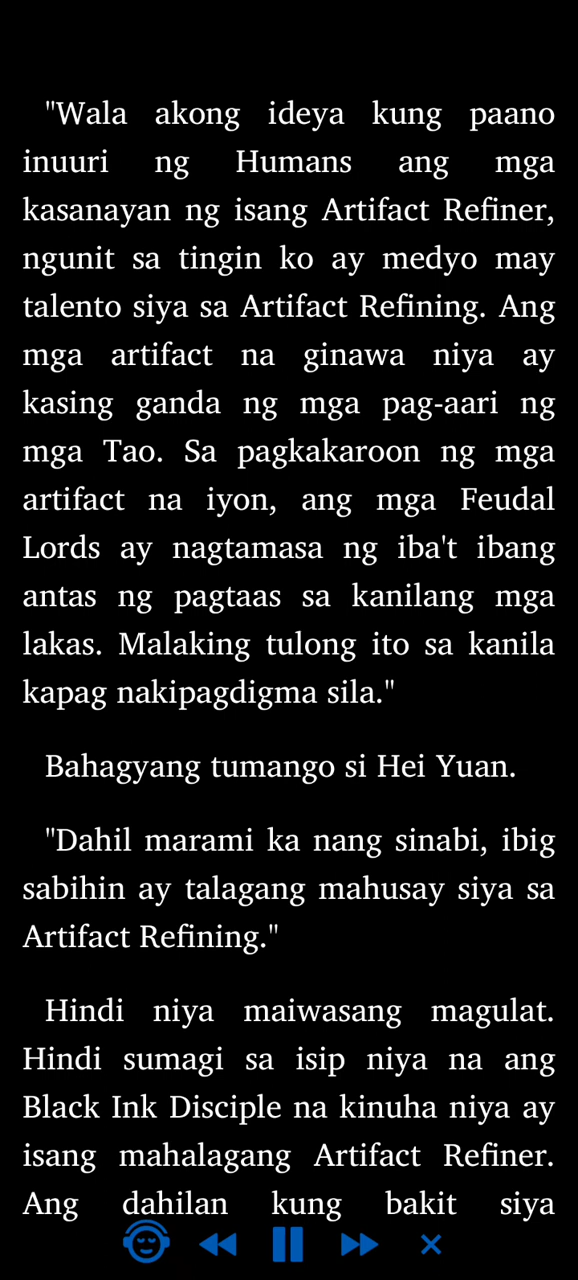 "Wala akong ideya kung paano
inuuri ng Humans ang mga
kasanayan ng isang Artifact Refiner,
ngunit sa tingin ko ay medyo may
talento siya sa Artifact Refining. Ang
mga artifact na ginawa niya ay
kasing ganda ng mga pag-aari ng
mga Tao. Sa pagkakaroon ng mga
artifact na iyon, ang mga Feudal
Lords ay nagtamasa ng iba't ibang
antas ng pagtaas sa kanilang mga
lakas. Malaking tulong ito sa kanila
kapag nakipagdigma sila."
Bahagyang tumango si Hei Yuan.
"Dahil marami ka nang sinabi, ibig
sabihin ay talagang mahusay siya sa
Artifact Refining."
Hindi niya maiwasang magulat.
Hindi sumagi sa isip niya na ang
Black Ink Disciple na kinuha niya ay
isang mahalagang Artifact Refiner.
Ang dahilan kung bakit siya